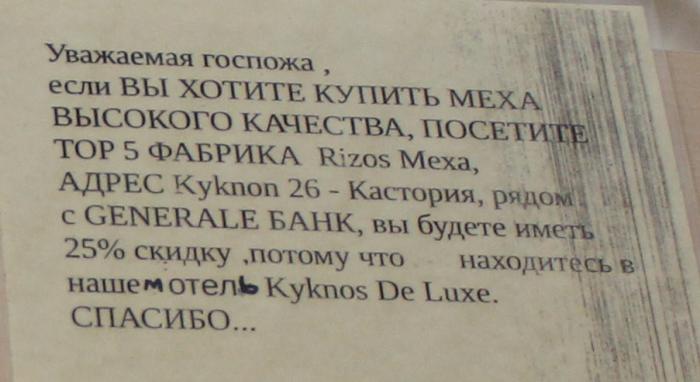 Уважаемая госпожа ,
если ВЫ ХОТИТЕ КУПИТЬ МЕХА
ВЫСОКОГО КАЧЕСТВА, ПОСЕТИТЕ
TOP 5 ФАБРИКА Rizos Меха,
АДРЕС Kyknon 26 - Кастория, рядом
с GENERALE БАНК, вы будете иметь
25% скидку ,потому что находитесь в
нашем отель Kyknos De Luxe.
СПАСИБО...